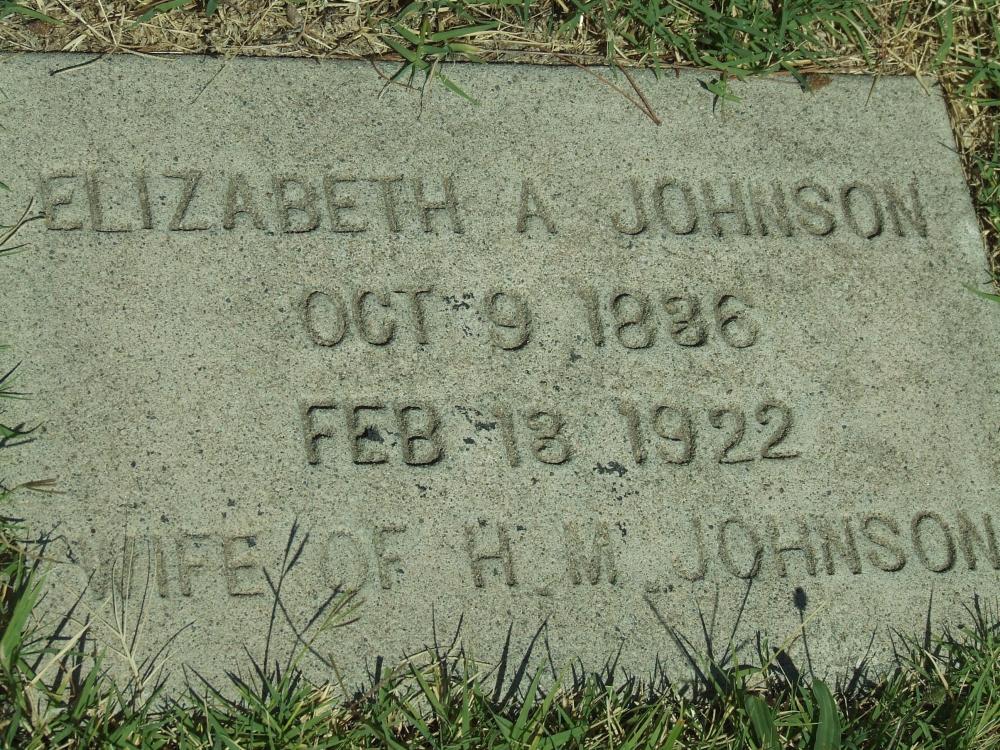 ELIZABETH A JOHNSON
OCT 9 1886
FEB 13 1922
WIFE OF H M JOHNSON